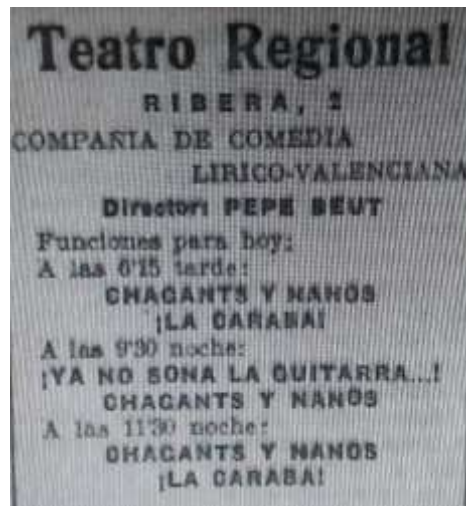 Teatro Regional
RIBERA, 2
COMPAÑIA DE COMEDIA
LIRICO-VALENCIANA
Director: PEPE BEUT
Funciones para hoy:
A las 6'15 tarde:
CHAGANTS Y NANOS
¡LA CARABA!
A las 9'30 noche:
¡YA NO SONA LA GUITARRA...!
CHAGANTS Y NANOS
A las 11'30 noche:
CHAGANTS Y NANOS
¡LA CARABA!